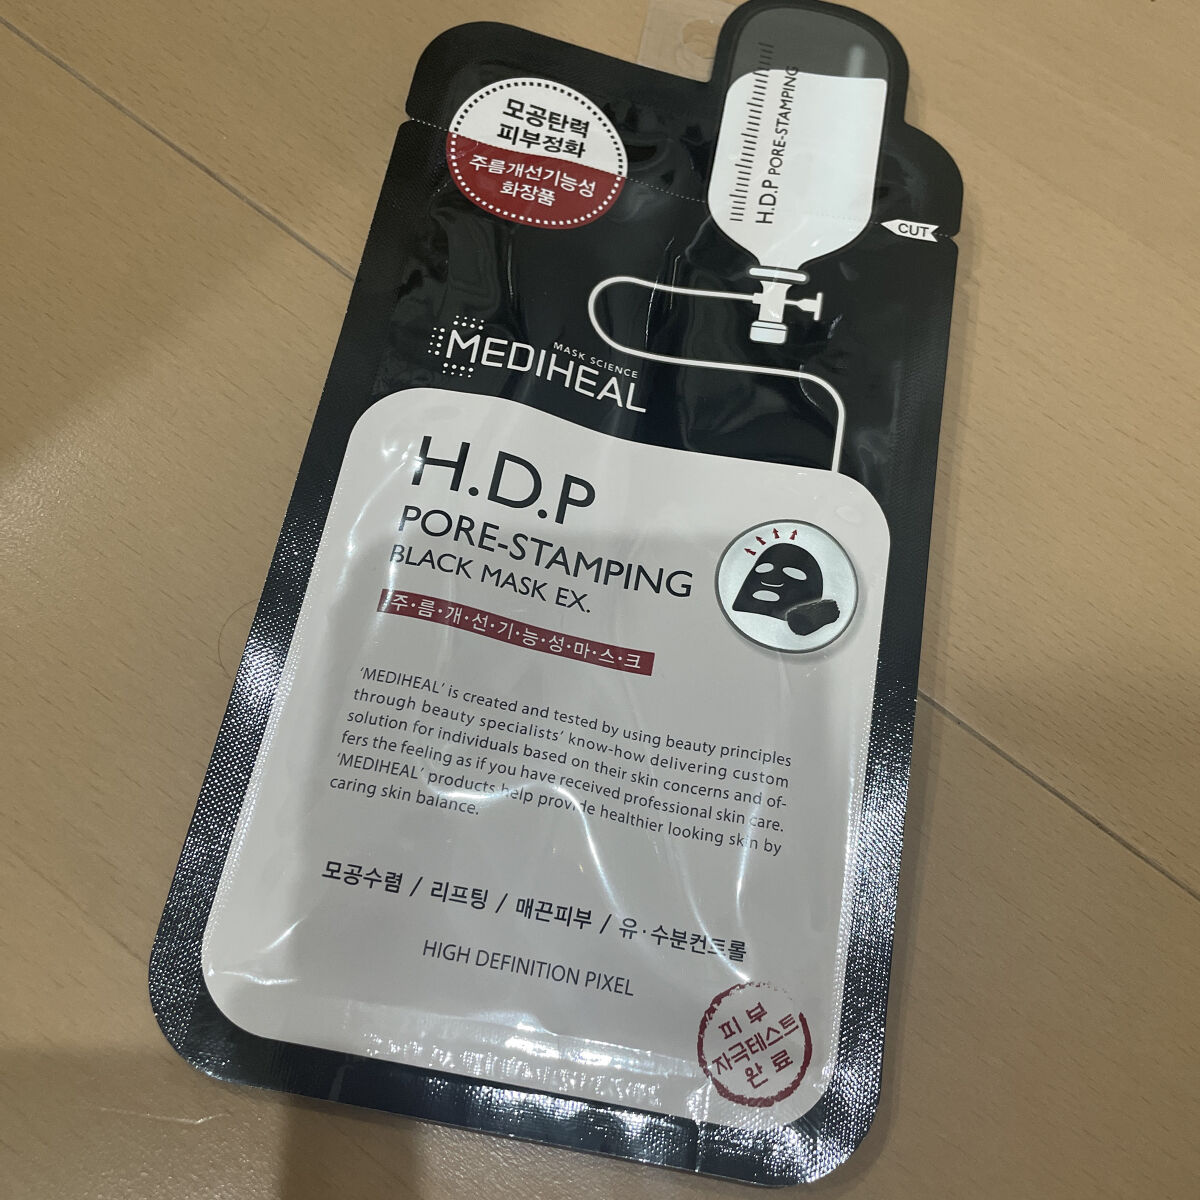 모공탄력
피부정화
주름개선기능성
화장품
H.D.P PORE-STAMPING
CUT
MASK SCIENCE
MEDIHEAL
H.D.P
PORE-STAMPING
BLACK MASK EX.
주·름·개·선·기·능·성·마·스·크
‘MEDIHEAL’ is created and tested by using beauty principles
through beauty specialists’ know-how delivering custom
solution for individuals based on their skin concerns and of-
fers the feeling as if you have received professional skin care.
‘MEDIHEAL’ products help provide healthier looking skin by
caring skin balance.
모공수렴 / 리프팅 / 매끈피부 / 유·수분컨트롤
HIGH DEFINITION PIXEL
피부
자극테스트
완료